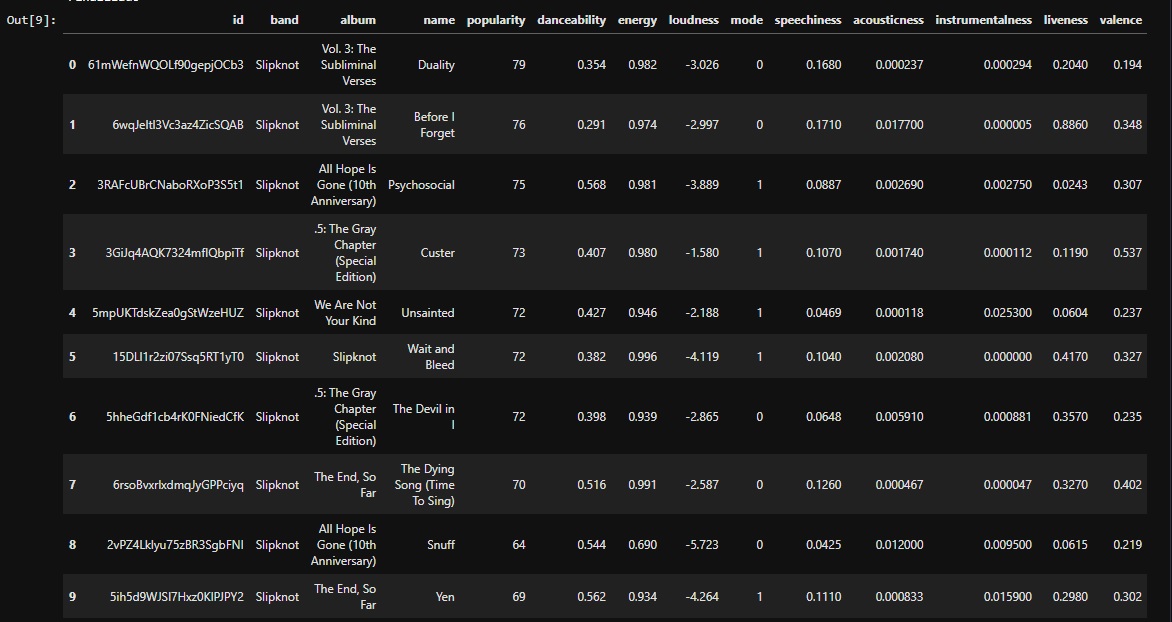 Out[9]:
id band album name popularity danceability energy loudness mode speechiness acousticness instrumentalness liveness valence
0 61mWefnWQOLf90gepjOCb3 Slipknot Vol. 3: The Subliminal Verses Duality 79 0.354 0.982 -3.026 0 0.1680 0.000237 0.000294 0.2040 0.194
1 6wqJeItl3Vc3az4ZicSQAB Slipknot Vol. 3: The Subliminal Verses Before I Forget 76 0.291 0.974 -2.997 0 0.1710 0.017700 0.000005 0.8860 0.348
2 3RAFcUBrCNaboRXoP3S5t1 Slipknot All Hope Is Gone (10th Anniversary) Psychosocial 75 0.568 0.981 -3.889 1 0.0887 0.002690 0.002750 0.0243 0.307
3 3GiJq4AQK7324mflQbpiTf Slipknot .5: The Gray Chapter (Special Edition) Custer 73 0.407 0.980 -1.580 1 0.1070 0.001740 0.000112 0.1190 0.537
4 5mpUKTdskZea0gStWzeHUZ Slipknot We Are Not Your Kind Unsainted 72 0.427 0.946 -2.188 1 0.0469 0.000118 0.025300 0.0604 0.237
5 15DLl1r2zi07Ssq5RT1yT0 Slipknot Slipknot Wait and Bleed 72 0.382 0.996 -4.119 1 0.1040 0.002080 0.000000 0.4170 0.327
6 5hheGdf1cb4rK0FNiedCfK Slipknot .5: The Gray Chapter (Special Edition) The Devil in I 72 0.398 0.939 -2.865 0 0.0648 0.005910 0.000881 0.3570 0.235
7 6rsoBvxrlxdmqJyGPPciyq Slipknot The End, So Far The Dying Song (Time To Sing) 70 0.516 0.991 -2.587 0 0.1260 0.000467 0.000047 0.3270 0.402
8 2vPZ4LkIyu75zBR3SgbFNI Slipknot All Hope Is Gone (10th Anniversary) Snuff 64 0.544 0.690 -5.723 0 0.0425 0.012000 0.009500 0.0615 0.219
9 5ih5d9WJSI7Hxz0KIPJPY2 Slipknot The End, So Far Yen 69 0.562 0.934 -4.264 1 0.1110 0.000833 0.015900 0.2980 0.302